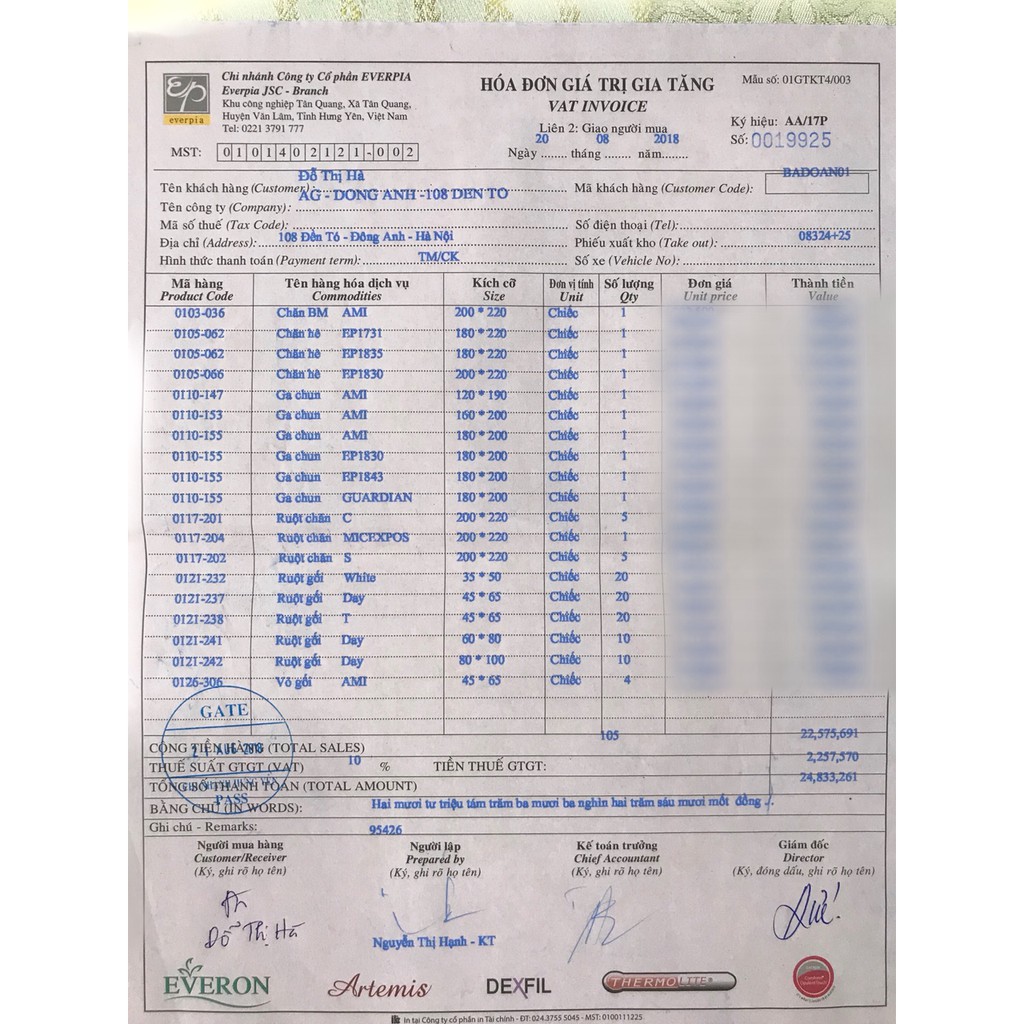 Chi nhánh Công ty Cổ phần EVERPIA
Everpia JSC - Branch
Khu công nghiệp Tân Quang, Xã Tân Quang,
Huyện Văn Lâm, Tỉnh Hưng Yên, Việt Nam
Tel: 0221 3791 777
everpia
MST: 0101402121-002
HÓA ĐƠN GIÁ TRỊ GIA TĂNG
VAT INVOICE
Liên 2: Giao người mua
Ngày 20 tháng 08 năm 2018
Mẫu số: 01GTKT4/003
Ký hiệu: AA/17P
Số: 0019925
Tên khách hàng (Customer): Đỗ Thị Hà Mã khách hàng (Customer Code): BADOAN01
AG - DONG ANH -108 DEN TO
Tên công ty (Company):
Mã số thuế (Tax Code): Số điện thoại (Tel):
Địa chỉ (Address): 108 Đền Tó - Đông Anh - Hà Nội Phiếu xuất kho (Take out): 08324+25
Hình thức thanh toán (Payment term): TM/CK Số xe (Vehicle No):
Mã hàng Tên hàng hóa dịch vụ Kích cỡ Đơn vị tính Số lượng Đơn giá Thành tiền
Product Code Commodities Size Unit Qty Unit price Value
0103-036 Chăn BM AMI 200 * 220 Chiếc 1
0105-062 Chăn hè EP1731 180 * 220 Chiếc 1
0105-062 Chăn hè EP1835 180 * 220 Chiếc 1
0105-066 Chăn hè EP1830 200 * 220 Chiếc 1
0110-147 Ga chun AMI 120 * 190 Chiếc 1
0110-153 Ga chun AMI 160 * 200 Chiếc 1
0110-155 Ga chun AMI 180 * 200 Chiếc 1
0110-155 Ga chun EP1830 180 * 200 Chiếc 1
0110-155 Ga chun EP1843 180 * 200 Chiếc 1
0110-155 Ga chun GUARDIAN 180 * 200 Chiếc 1
0117-201 Ruột chăn C 200 * 220 Chiếc 5
0117-204 Ruột chăn MICEXPOS 200 * 220 Chiếc 1
0117-202 Ruột chăn S 200 * 220 Chiếc 5
0121-232 Ruột gối White 35 * 50 Chiếc 20
0121-237 Ruột gối Day 45 * 65 Chiếc 20
0121-238 Ruột gối T 45 * 65 Chiếc 20
0121-241 Ruột gối Day 60 * 80 Chiếc 10
0121-242 Ruột gối Day 80 * 100 Chiếc 10
0126-306 Vỏ gối AMI 45 * 65 Chiếc 4
GATE
21 AUG 2018
PASS
CỘNG TIỀN HÀNG (TOTAL SALES) 105 22,575,691
THUẾ SUẤT GTGT (VAT) 10 % TIỀN THUẾ GTGT: 2,257,570
TỔNG SỐ THANH TOÁN (TOTAL AMOUNT) 24,833,261
BẰNG CHỮ (IN WORDS): Hai mươi tư triệu tám trăm ba mươi ba nghìn hai trăm sáu mươi mốt đồng ./.
Ghi chú - Remarks: 95426
Người mua hàng Người lập Kế toán trưởng Giám đốc
Customer/Receiver Prepared by Chief Accountant Director
(Ký, ghi rõ họ tên) (Ký, ghi rõ họ tên) (Ký, ghi rõ họ tên) (Ký, đóng dấu, ghi rõ họ tên)
Đỗ Thị Hà
Nguyễn Thị Hạnh - KT
EVERON Artemis DEXFIL THERMOLITE®
In tại Công ty cổ phần in Tài chính - ĐT: 024.3755 5045 - MST: 0100111225